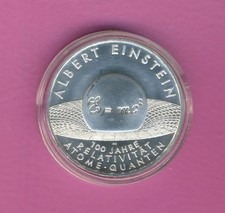 ALBERT EINSTEIN
E=mc²
100 JAHRE
RELATIVITÄT
ATOME·QUANTEN